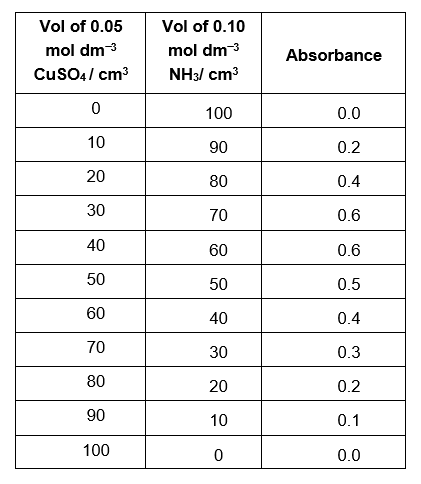 Vol of 0.05 mol dm⁻³ CuSO₄ / cm³ | Vol of 0.10 mol dm⁻³ NH₃/ cm³ | Absorbance
0 | 100 | 0.0
10 | 90 | 0.2
20 | 80 | 0.4
30 | 70 | 0.6
40 | 60 | 0.6
50 | 50 | 0.5
60 | 40 | 0.4
70 | 30 | 0.3
80 | 20 | 0.2
90 | 10 | 0.1
100 | 0 | 0.0